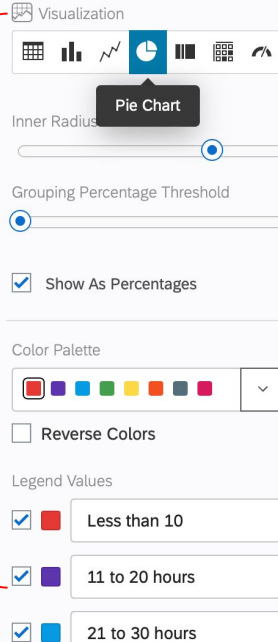 Visualization
Pie Chart
Inner Radius
Grouping Percentage Threshold
Show As Percentages
Color Palette
Reverse Colors
Legend Values
Less than 10
11 to 20 hours
21 to 30 hours